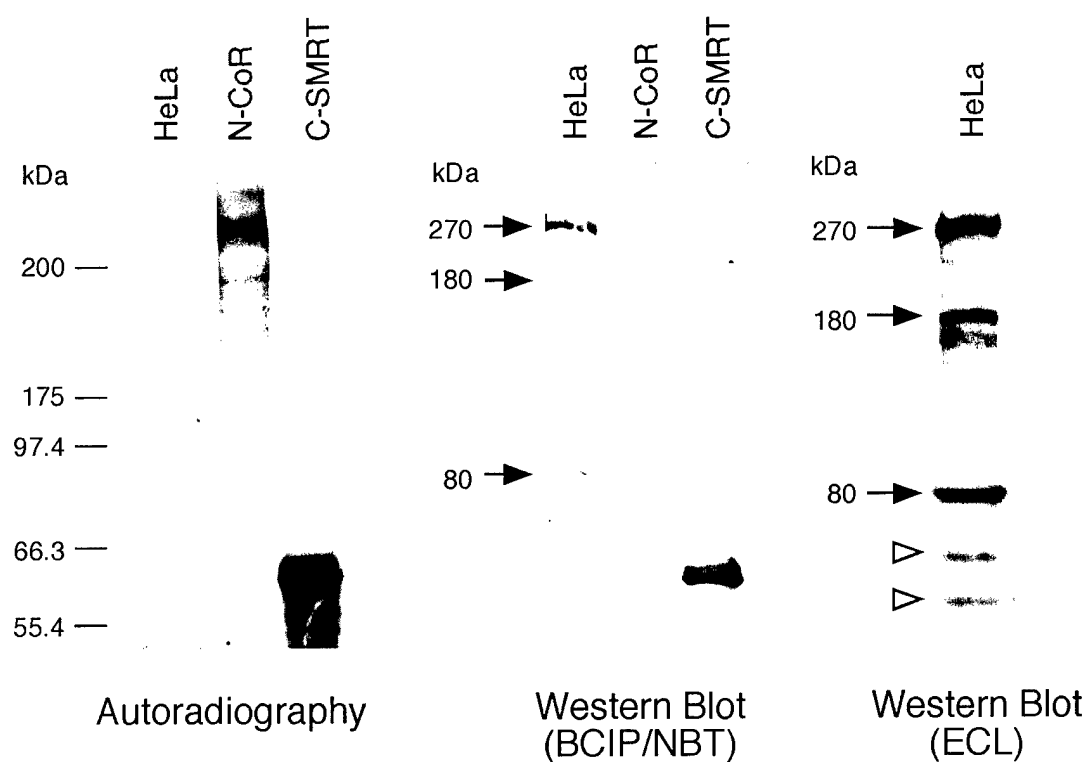 HeLa
N-CoR
C-SMRT
kDa
200
175
97.4
66.3
55.4
Autoradiography
HeLa
N-CoR
C-SMRT
kDa
270
180
80
Western Blot
(BCIP/NBT)
HeLa
kDa
270
180
80
Western Blot
(ECL)